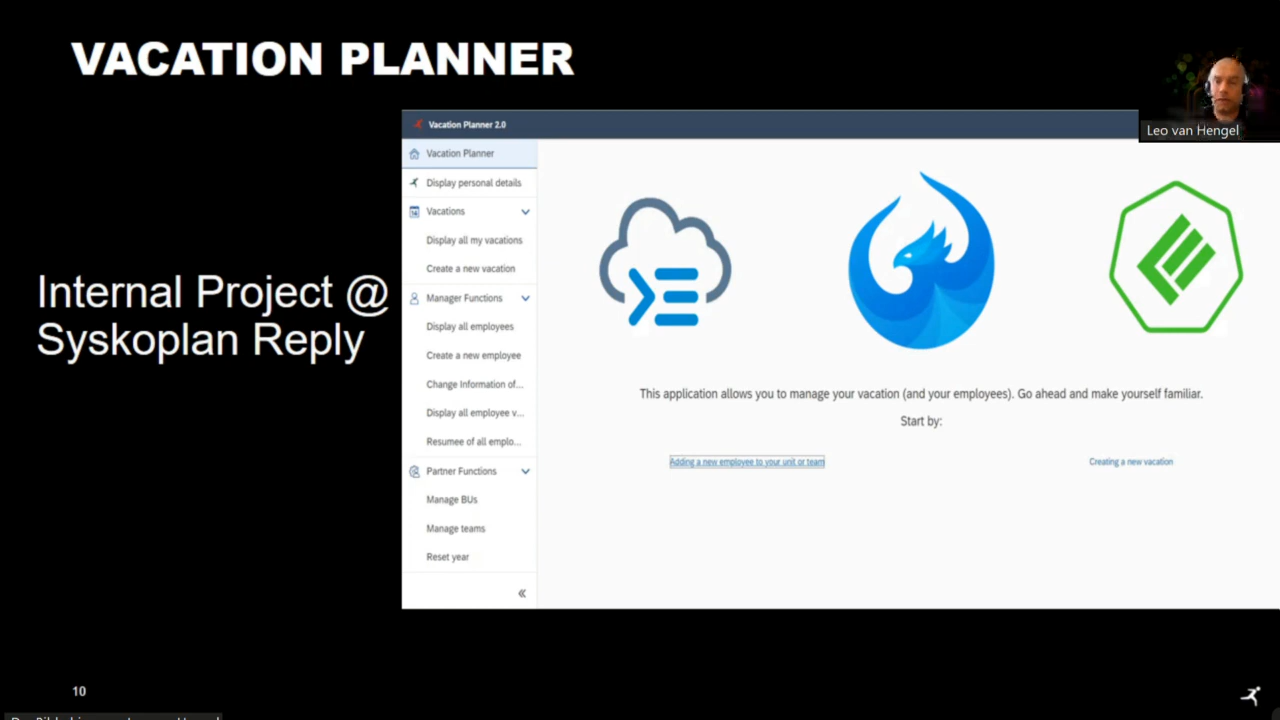 VACATION PLANNER
Leo van Hengel
Internal Project @
Syskoplan Reply
Vacation Planner 2.0
Vacation Planner
Display personal details
Vacations
Display all my vacations
Create a new vacation
Manager Functions
Display all employees
Create a new employee
Change Information of...
Display all employee v...
Resumee of all emplo...
Partner Functions
Manage BUs
Manage teams
Reset year
This application allows you to manage your vacation (and your employees). Go ahead and make yourself familiar.
Start by:
Adding a new employee to your unit or team
Creating a new vacation
10